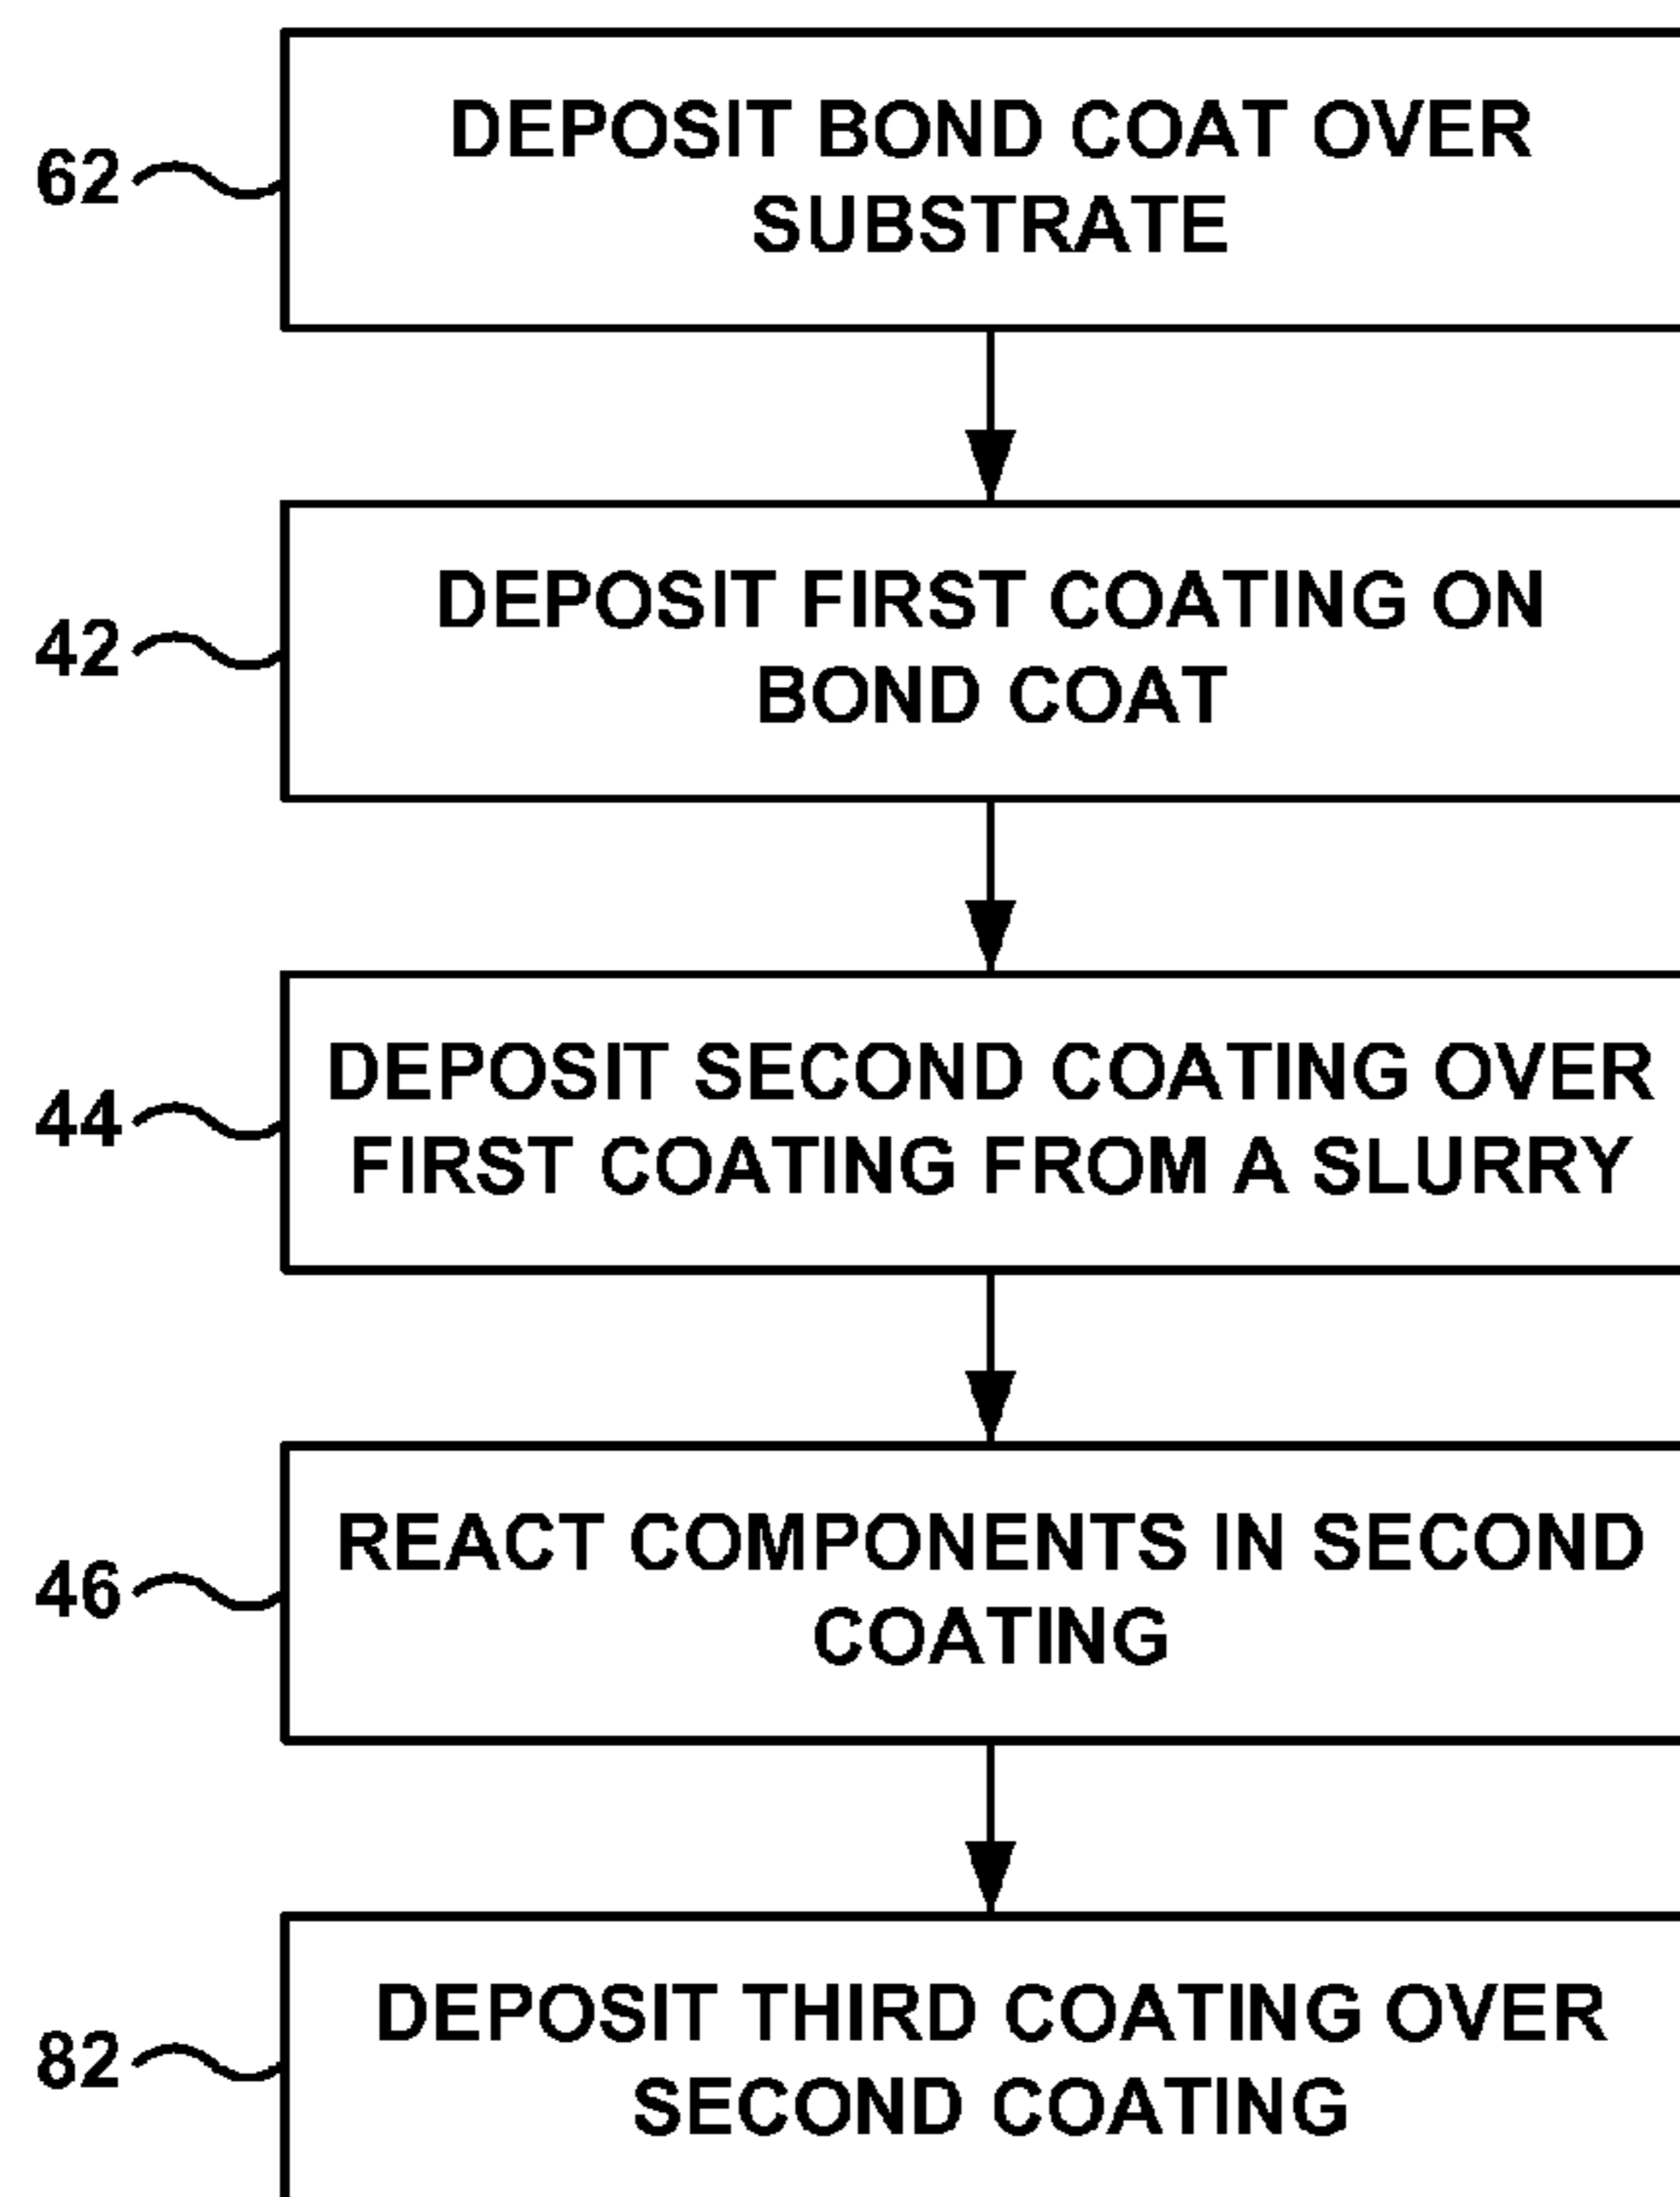 DEPOSIT BOND COAT OVER
SUBSTRATE
62
DEPOSIT FIRST COATING ON
BOND COAT
42
DEPOSIT SECOND COATING OVER
FIRST COATING FROM A SLURRY
44
REACT COMPONENTS IN SECOND
COATING
46
DEPOSIT THIRD COATING OVER
SECOND COATING
82